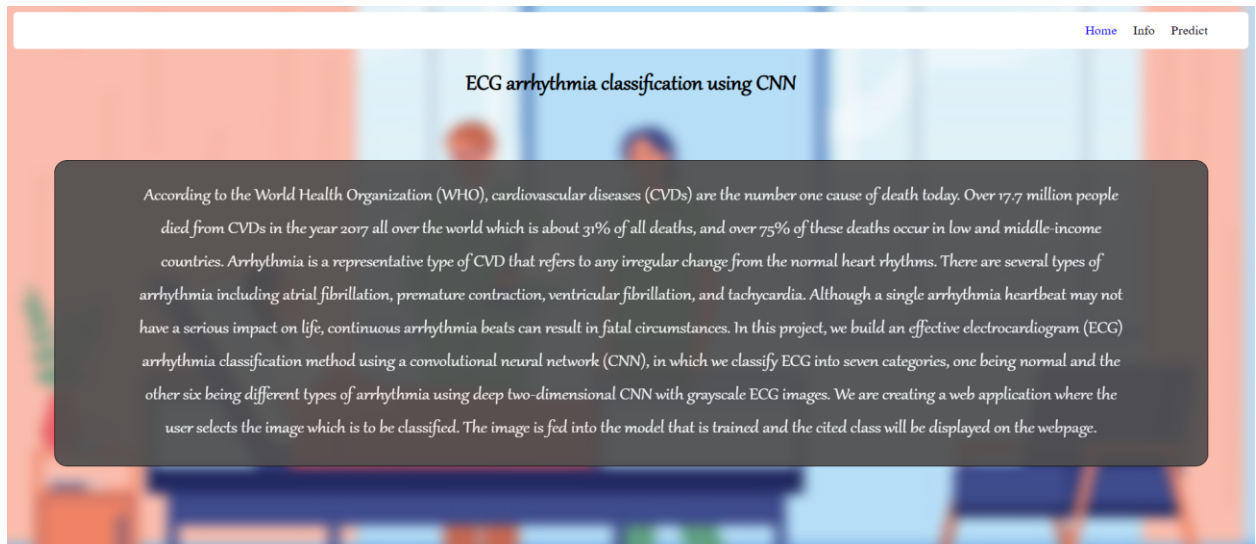 Home Info Predict
ECG arrhythmia classification using CNN
According to the World Health Organization (WHO), cardiovascular diseases (CVDs) are the number one cause of death today. Over 17.7 million people
died from CVDs in the year 2017 all over the world which is about 31% of all deaths, and over 75% of these deaths occur in low and middle-income
countries. Arrhythmia is a representative type of CVD that refers to any irregular change from the normal heart rhythms. There are several types of
arrhythmia including atrial fibrillation, premature contraction, ventricular fibrillation, and tachycardia. Although a single arrhythmia heartbeat may not
have a serious impact on life, continuous arrhythmia beats can result in fatal circumstances. In this project, we build an effective electrocardiogram (ECG)
arrhythmia classification method using a convolutional neural network (CNN), in which we classify ECG into seven categories, one being normal and the
other six being different types of arrhythmia using deep two-dimensional CNN with grayscale ECG images. We are creating a web application where the
user selects the image which is to be classified. The image is fed into the model that is trained and the cited class will be displayed on the webpage.